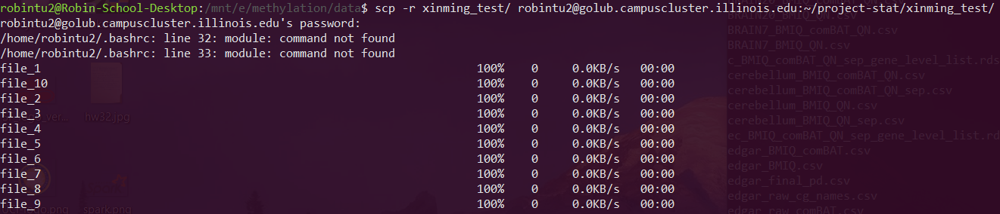 robintu2@Robin-School-Desktop:/mnt/e/methylation/data$ scp -r xinming_test/ robintu2@golub.campuscluster.illinois.edu:~/project-stat/xinming_test/
robintu2@golub.campuscluster.illinois.edu's password:
/home/robintu2/.bashrc: line 32: module: command not found
/home/robintu2/.bashrc: line 33: module: command not found
file_1 100% 0 0.0KB/s 00:00
file_10 100% 0 0.0KB/s 00:00
file_2 100% 0 0.0KB/s 00:00
file_3 100% 0 0.0KB/s 00:00
file_4 100% 0 0.0KB/s 00:00
file_5 100% 0 0.0KB/s 00:00
file_6 100% 0 0.0KB/s 00:00
file_7 100% 0 0.0KB/s 00:00
file_8 100% 0 0.0KB/s 00:00
file_9 100% 0 0.0KB/s 00:00
hw32.jpg
spark.png
BRAIN7_BMIQ_comBAT_QN.csv
BRAIN7_BMIQ_QN.csv
c_BMIQ_comBAT_QN_sep_gene_level_list.rds
cerebellum_BMIQ_comBAT_QN.csv
cerebellum_BMIQ_comBAT_QN_sep.csv
cerebellum_BMIQ_QN.csv
cerebellum_BMIQ_QN_sep.csv
ec_BMIQ_comBAT_QN_sep_gene_level_list.rd
edgar_BMIQ_comBAT.csv
edgar_BMIQ.csv
edgar_final_pd.csv
edgar_raw_cg_names.csv
edgar_raw_comBAT.csv